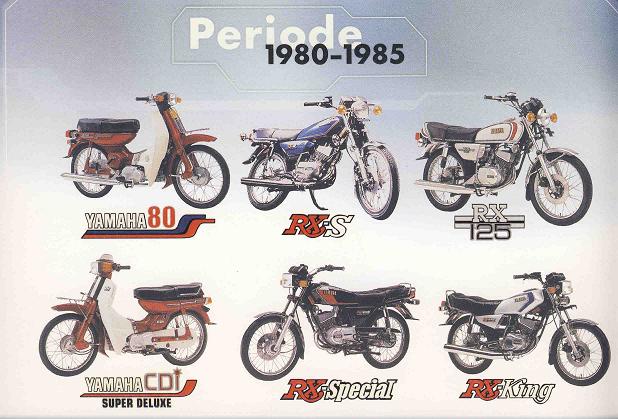 Periode
1980-1985
YAMAHA 80
RX-S
RX
125
YAMAHA CDI
SUPER DELUXE
RX-Special
RX-King